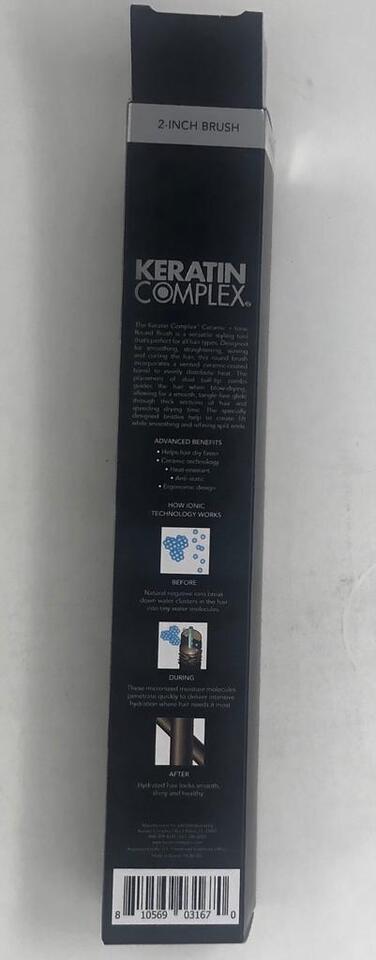 2-INCH BRUSH
KERATIN
COMPLEX®
The Keratin Complex® Ceramic + Ionic
Round Brush is a versatile styling tool
that's perfect for all hair types. Designed
for smoothing, straightening, waving
and curling the hair, this round brush
incorporates a vented ceramic-coated
barrel to evenly distribute heat. The
placement of dual ball-tip combs
guides the hair when blow-drying,
allowing for a smooth, tangle-free glide
through thick sections of hair and
speeding drying time. The specially
designed bristles help to create lift
while smoothing and refining split ends.
ADVANCED BENEFITS
• Helps hair dry faster
• Ceramic technology
• Heat-resistant
• Anti-static
• Ergonomic design
HOW IONIC
TECHNOLOGY WORKS
BEFORE
Natural negative ions break
down water clusters in the hair
into tiny water molecules
DURING
These micronized moisture molecules
penetrate quickly to deliver intensive
hydration where hair needs it most
AFTER
Hydrated hair looks smooth,
shiny and healthy
8 10569 03167 0